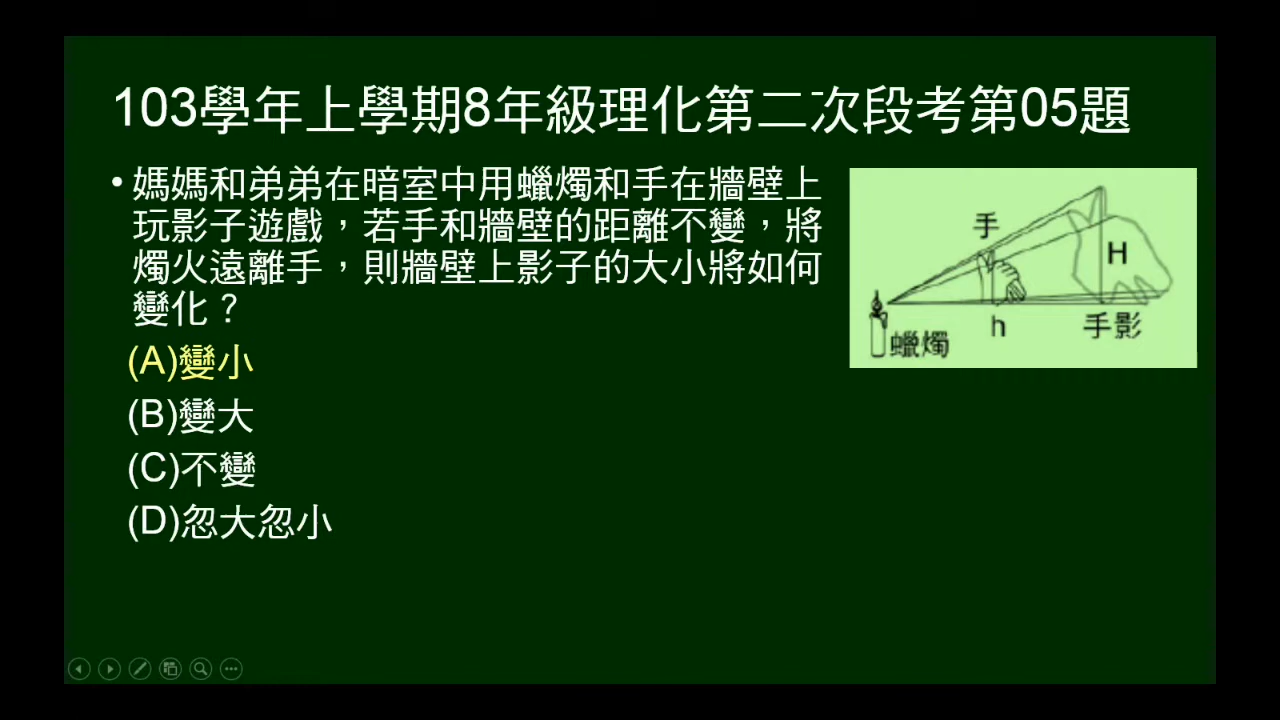 103學年上學期8年級理化第二次段考第05題
•媽媽和弟弟在暗室中用蠟燭和手在牆壁上
玩影子遊戲，若手和牆壁的距離不變，將
燭火遠離手，則牆壁上影子的大小將如何
變化？
(A)變小
(B)變大
(C)不變
(D)忽大忽小
手
H
h
手影
蠟燭